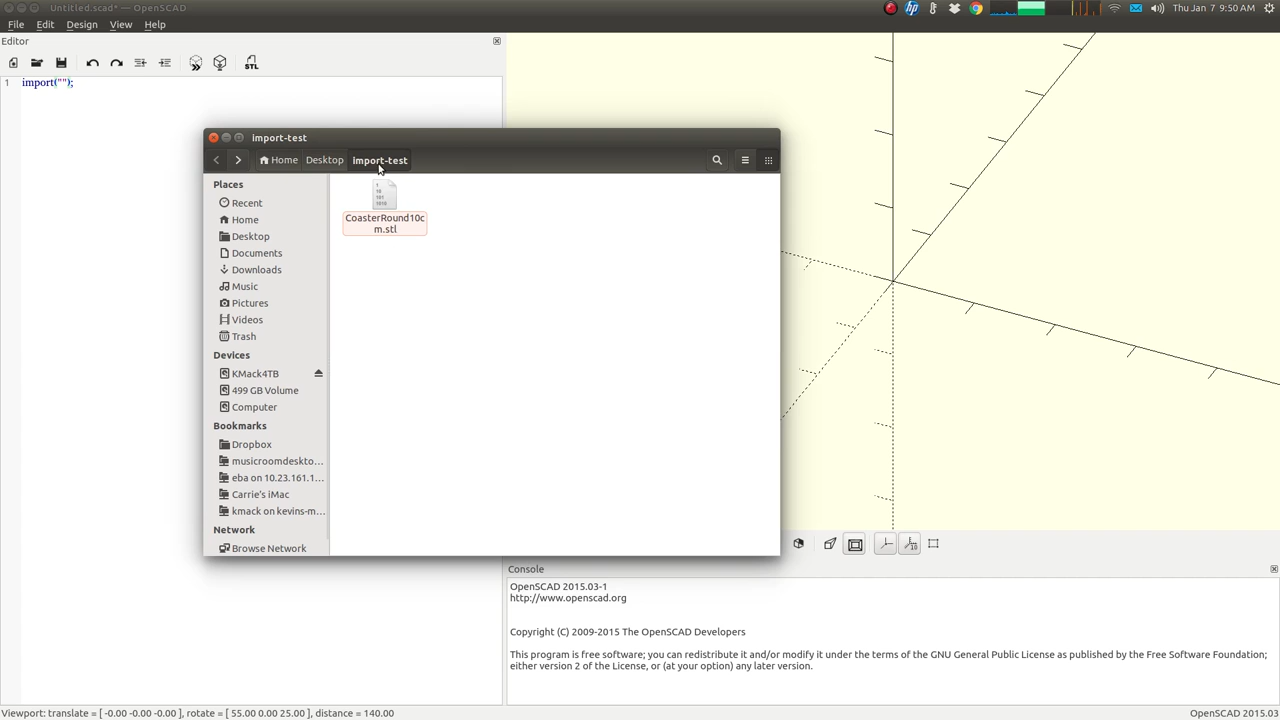 Untitled.scad* - OpenSCAD
Thu Jan 7 9:50 AM
File Edit Design View Help
Editor
STL
1 import("");
import-test
Home Desktop import-test
Places
Recent
Home
Desktop
Documents
Downloads
Music
Pictures
Videos
Trash
Devices
KMack4TB
499 GB Volume
Computer
Bookmarks
Dropbox
musicroomdeskto...
eba on 10.23.161.1...
Carrie's iMac
kmack on kevins-m...
Network
Browse Network
1
10
101
1010
CoasterRound10c
m.stl
Console
OpenSCAD 2015.03-1
http://www.openscad.org
Copyright (C) 2009-2015 The OpenSCAD Developers
This program is free software; you can redistribute it and/or modify it under the terms of the GNU General Public License as published by the Free Software Foundation;
either version 2 of the License, or (at your option) any later version.
Viewport: translate = [ -0.00 -0.00 -0.00 ], rotate = [ 55.00 0.00 25.00 ], distance = 140.00
OpenSCAD 2015.03